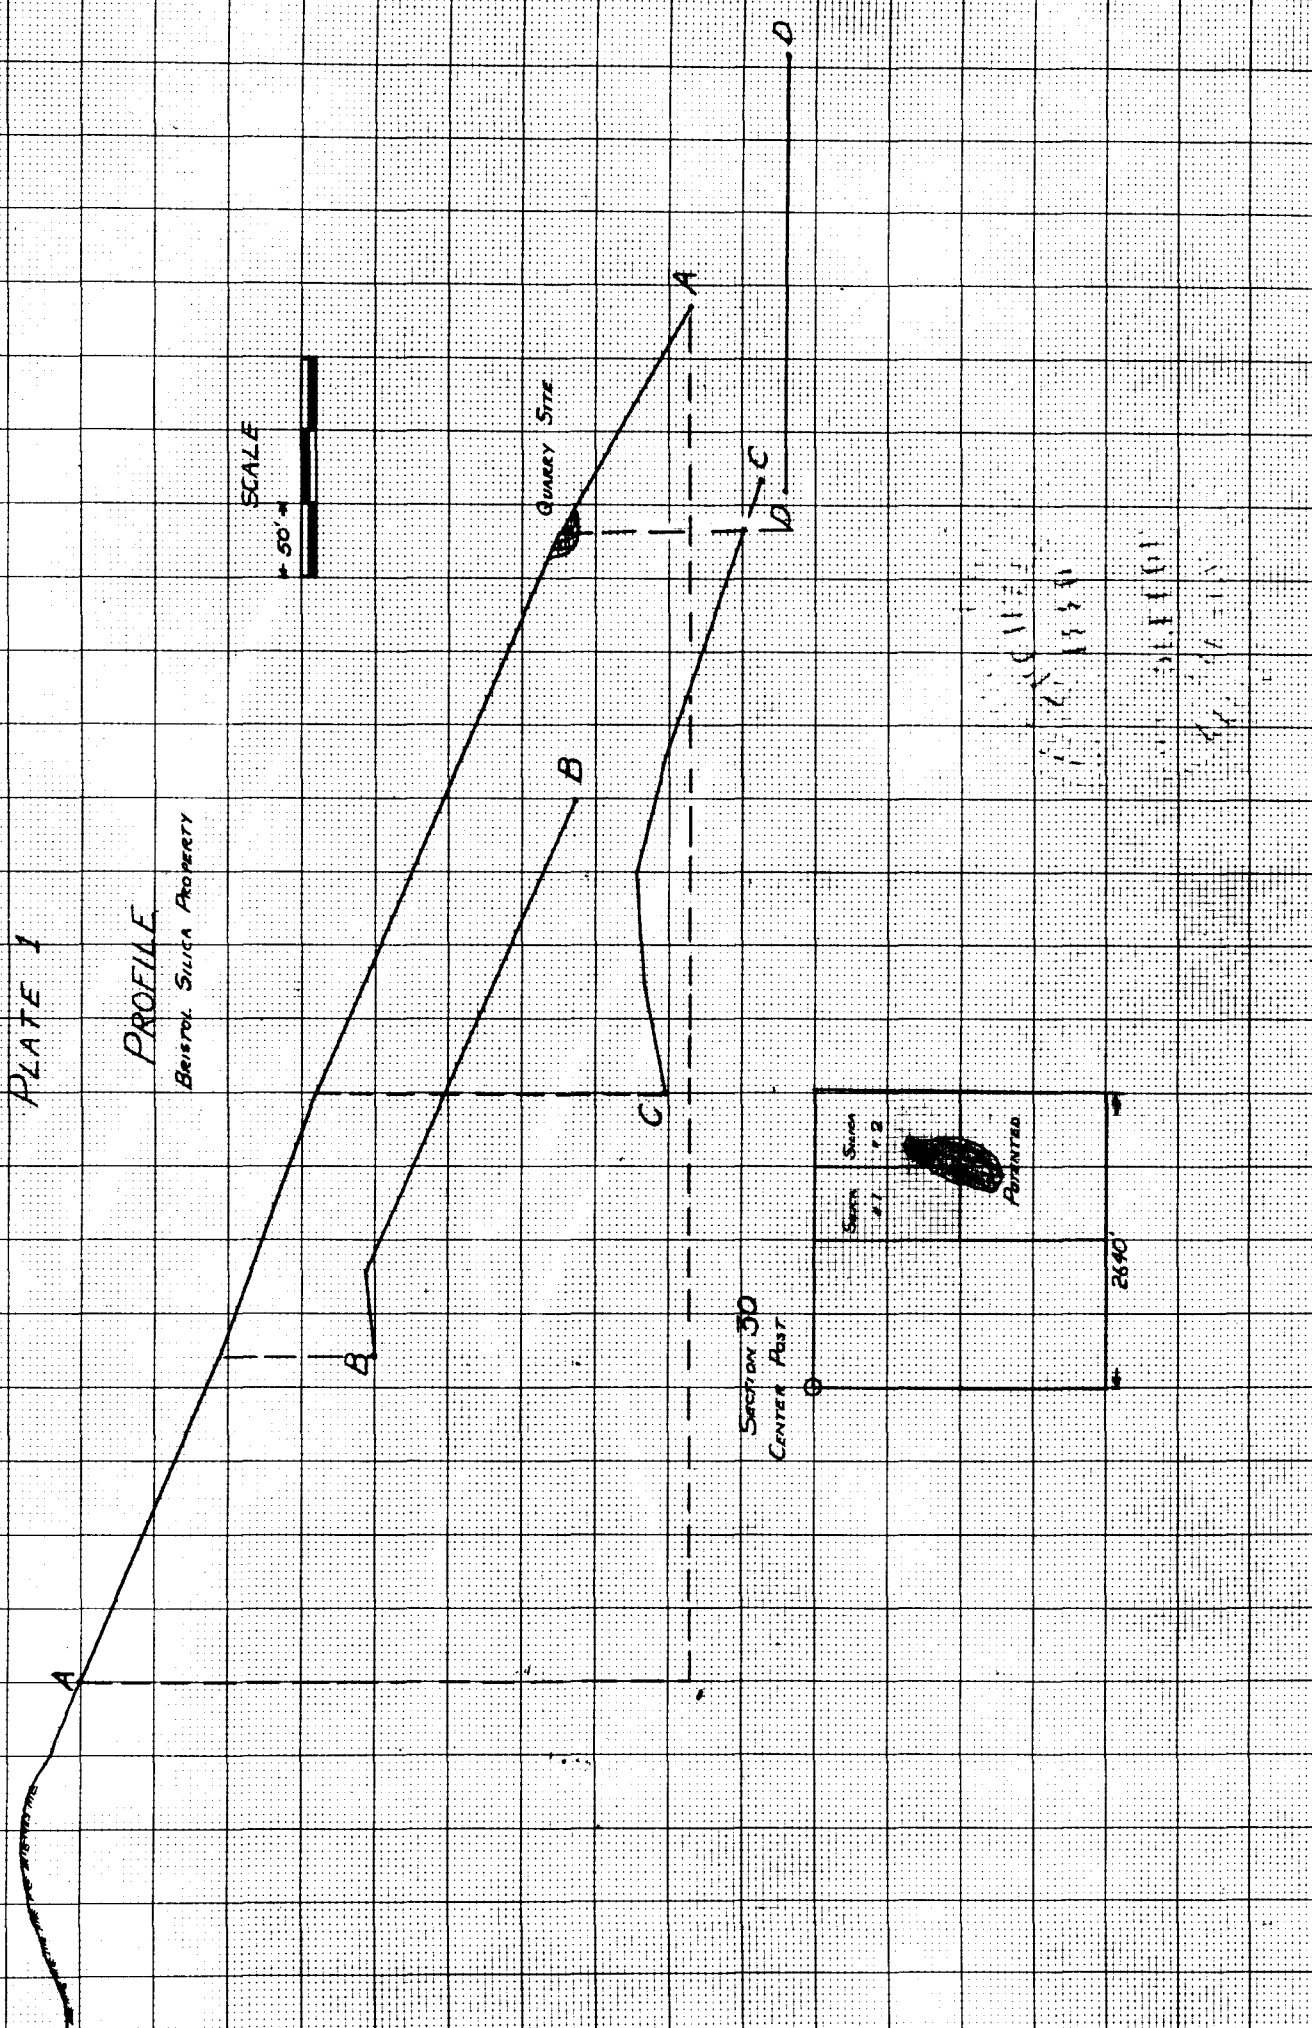 PLATE 1
PROFILE
BRISTOL SILICA PROPERTY
SCALE
50'
QUARRY SITE
A
A
B
B
C
C
D
D
SECTION 30
CENTER POST
SILICA
#1
SILICA
#2
PATENTED
2640'